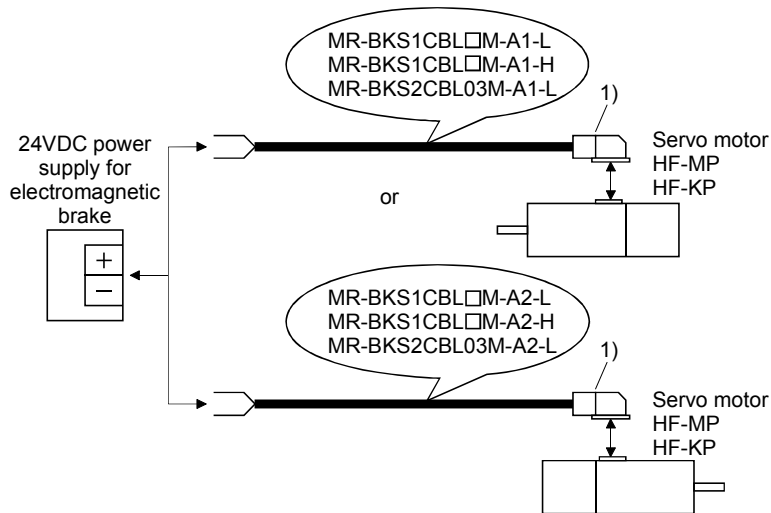 MR-BKS1CBL□M-A1-L
MR-BKS1CBL□M-A1-H
MR-BKS2CBL03M-A1-L
1)
24VDC power
supply for
electromagnetic
brake
Servo motor
HF-MP
HF-KP
or
+
−
MR-BKS1CBL□M-A2-L
MR-BKS1CBL□M-A2-H
MR-BKS2CBL03M-A2-L
1)
Servo motor
HF-MP
HF-KP